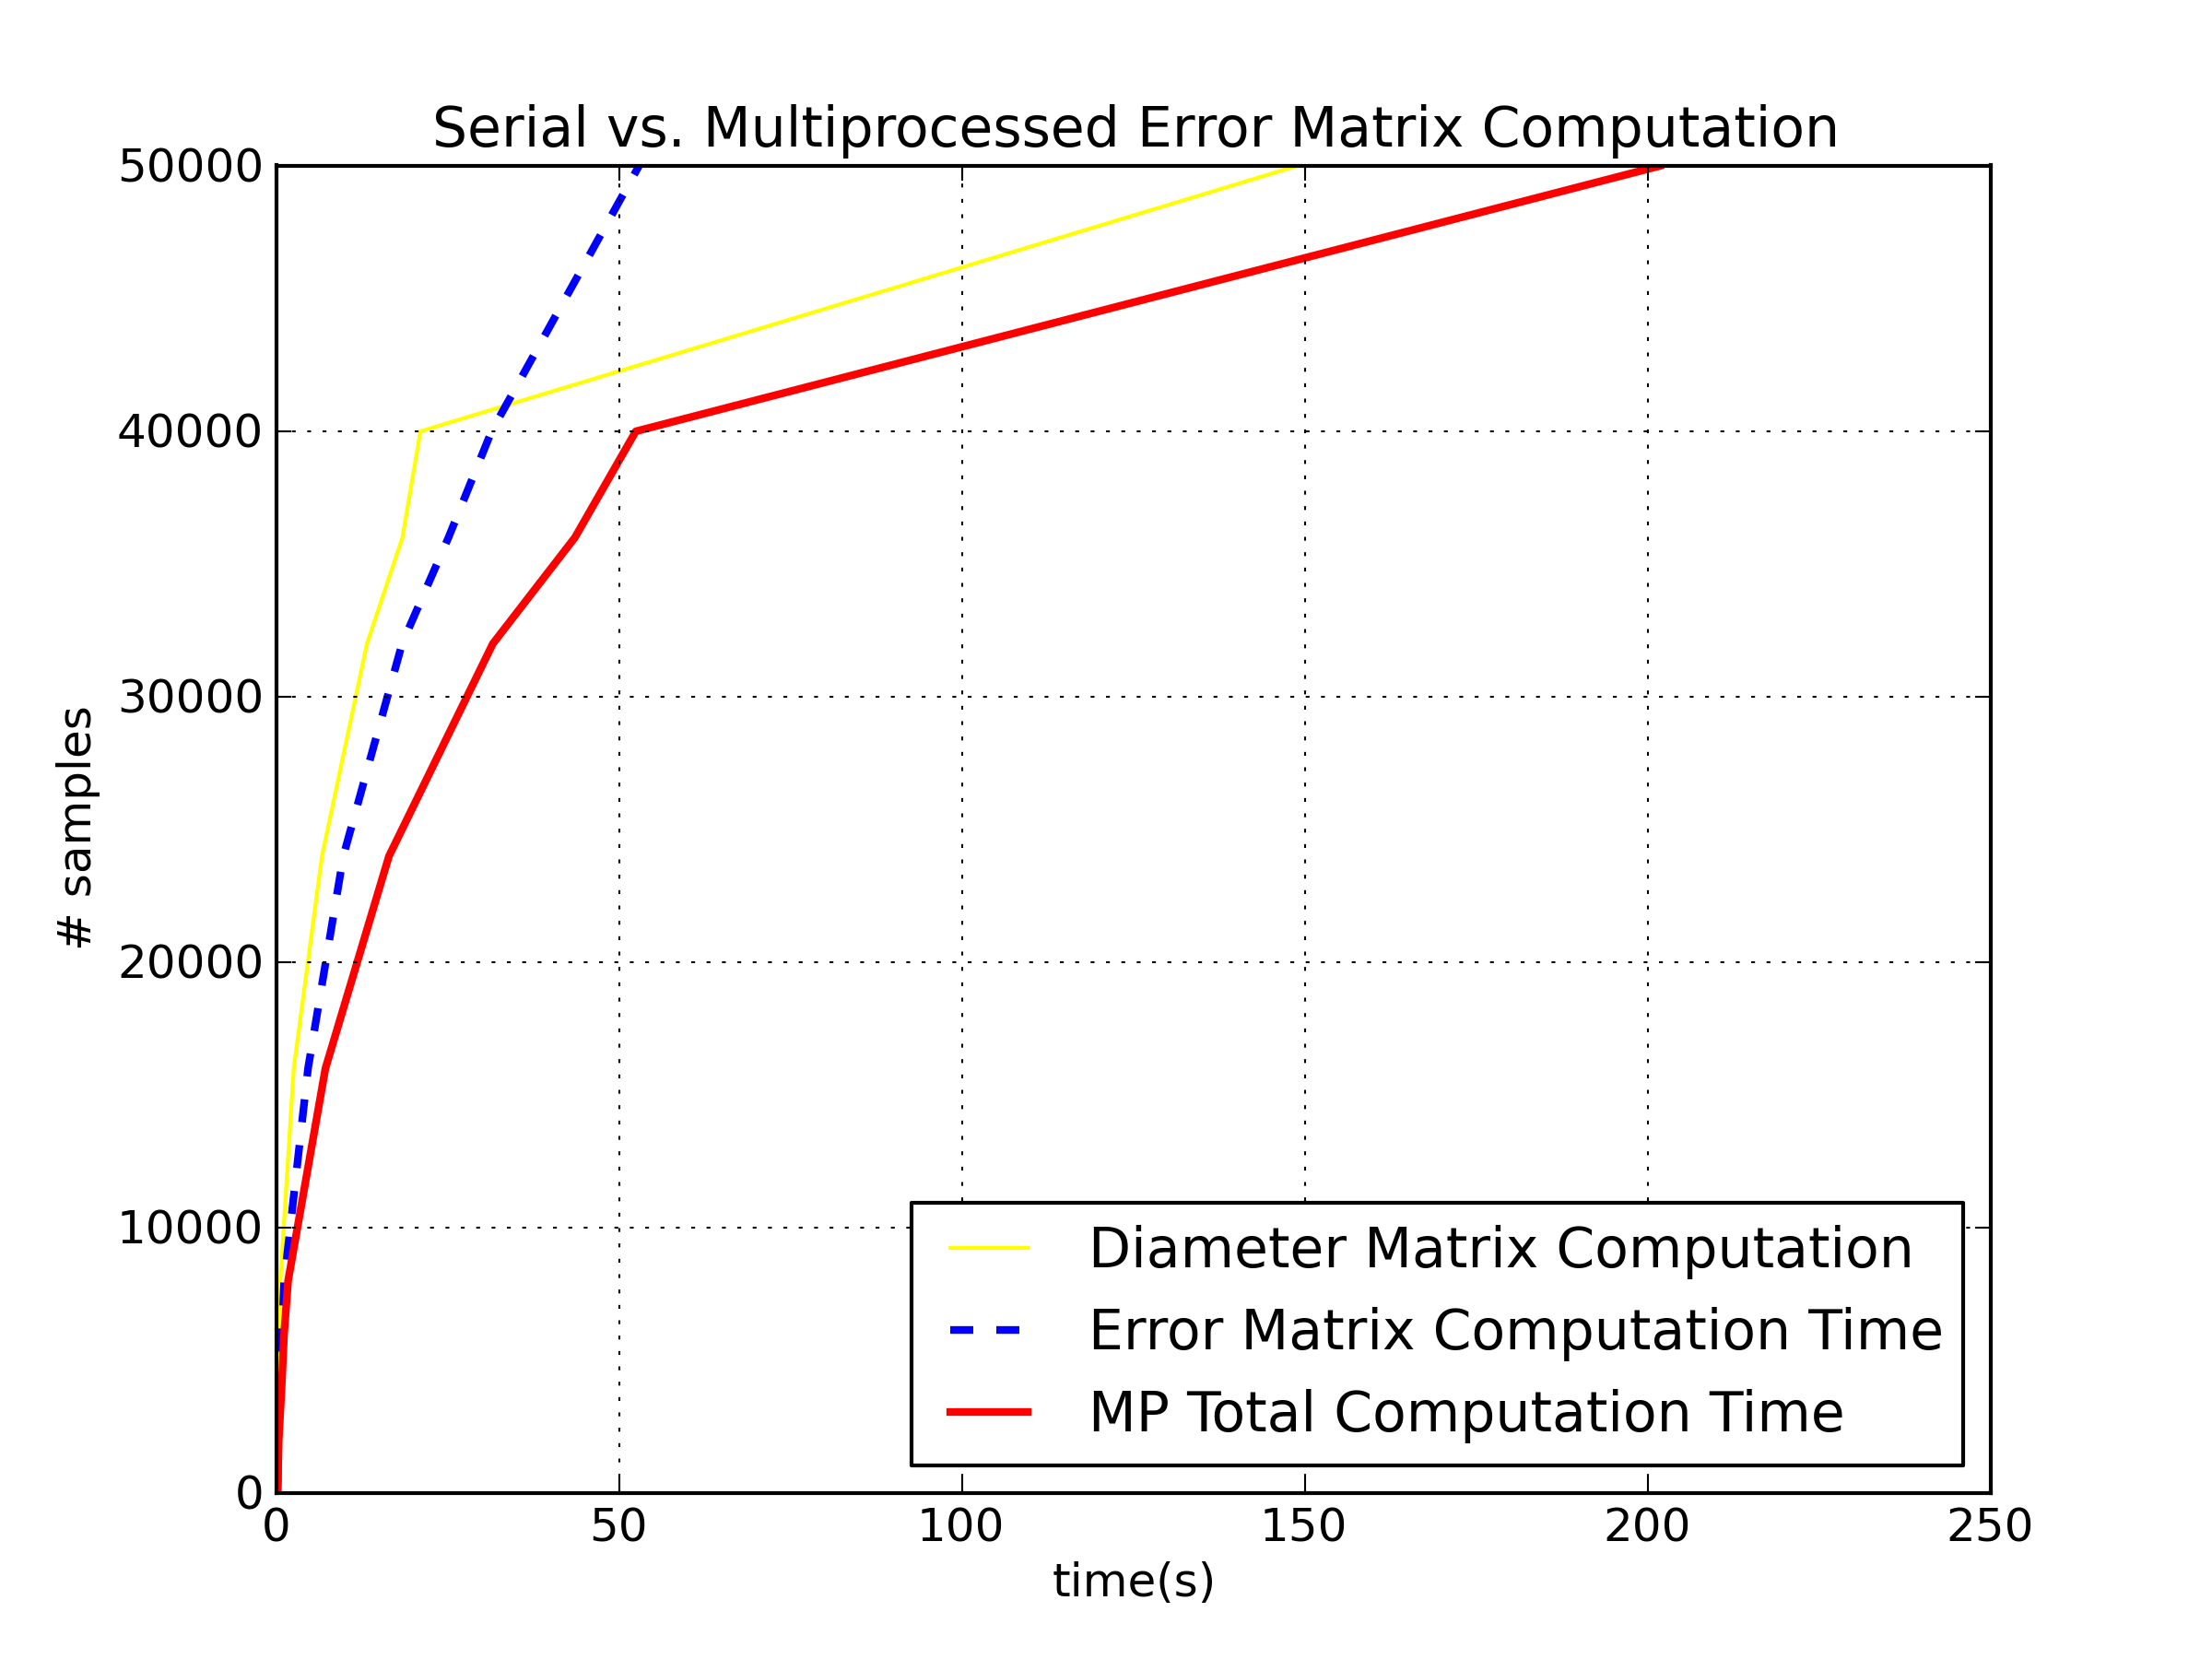 Serial vs. Multiprocessed Error Matrix Computation
50000
40000
30000
20000
10000
0
# samples
0 50 100 150 200 250
time(s)
Diameter Matrix Computation
Error Matrix Computation Time
MP Total Computation Time